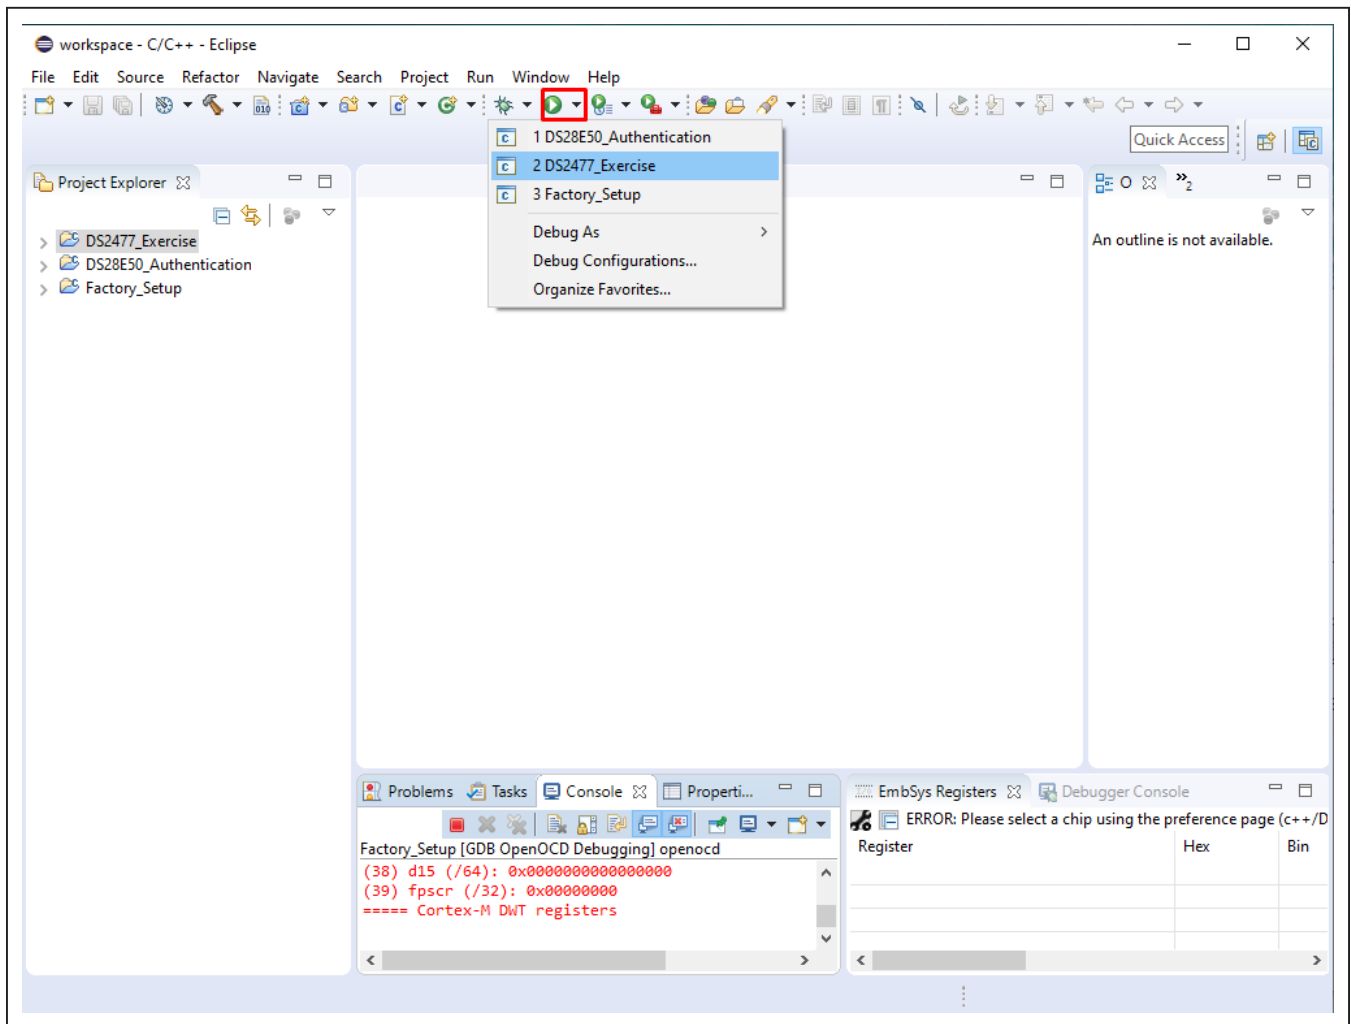 workspace - C/C++ - Eclipse
File Edit Source Refactor Navigate Search Project Run Window Help
010
Quick Access
1 DS28E50_Authentication
2 DS2477_Exercise
3 Factory_Setup
Debug As
Debug Configurations...
Organize Favorites...
Project Explorer
DS2477_Exercise
DS28E50_Authentication
Factory_Setup
O
»2
An outline is not available.
Problems Tasks Console Properti...
Factory_Setup [GDB OpenOCD Debugging] openocd
(38) d15 (/64): 0x0000000000000000
(39) fpscr (/32): 0x00000000
===== Cortex-M DWT registers
EmbSys Registers Debugger Console
ERROR: Please select a chip using the preference page (c++/D
Register Hex Bin